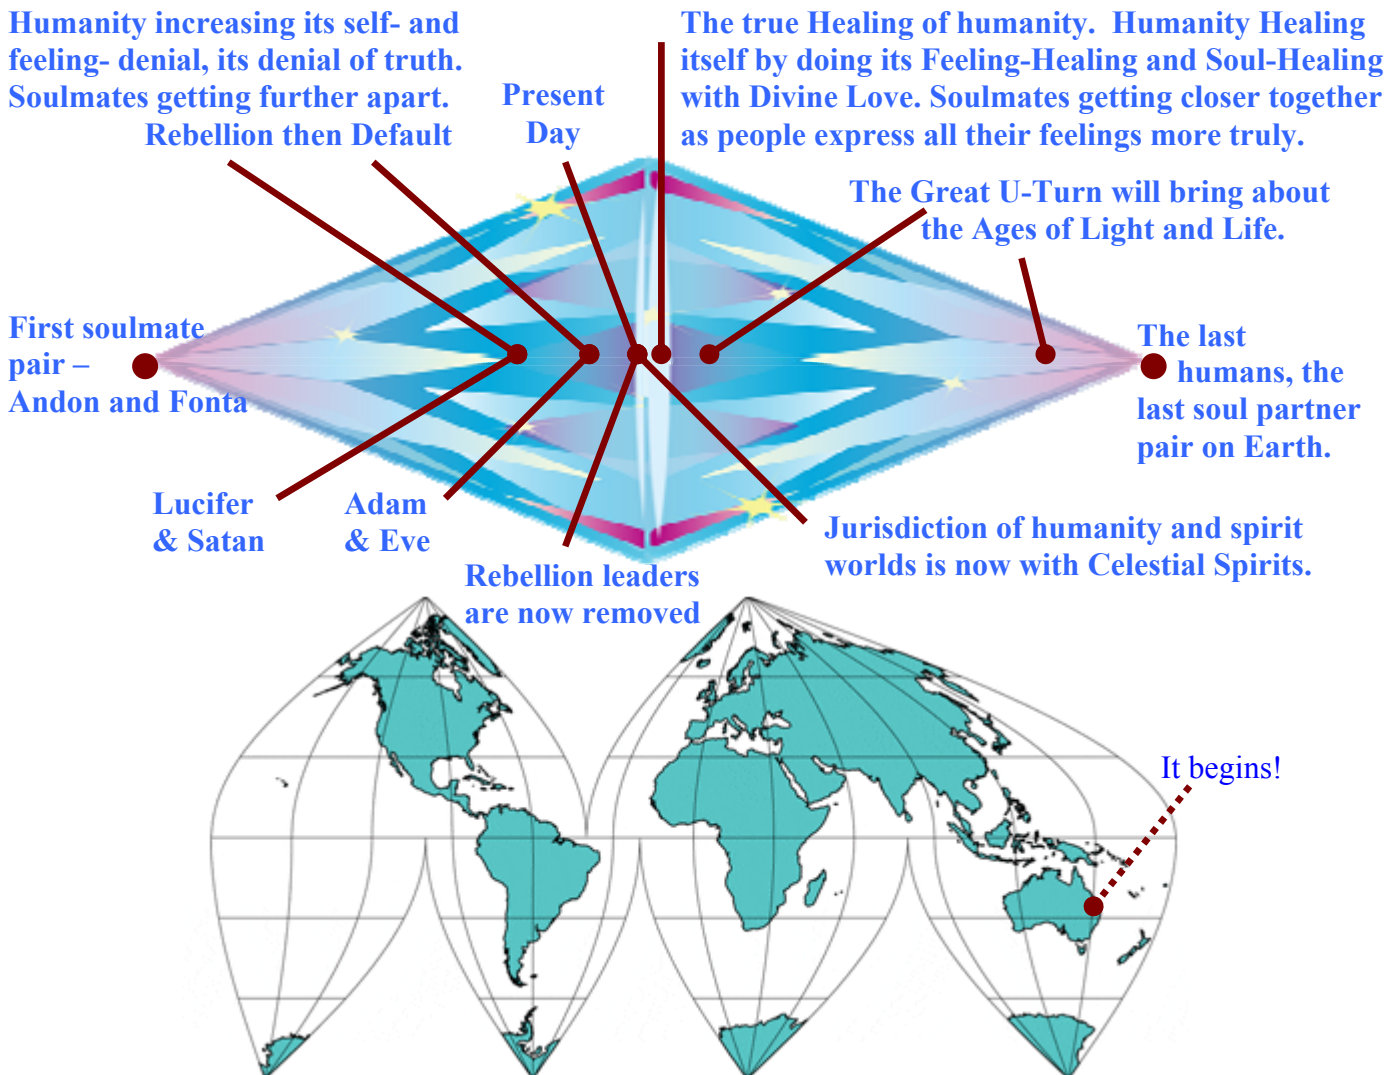 Humanity increasing its self- and
feeling- denial, its denial of truth.
Soulmates getting further apart.
Rebellion then Default
Present
Day
The true Healing of humanity.  Humanity Healing
itself by doing its Feeling-Healing and Soul-Healing
with Divine Love. Soulmates getting closer together
as people express all their feelings more truly.
The Great U-Turn will bring about
the Ages of Light and Life.
First soulmate
pair –
Andon and Fonta
The last
humans, the
last soul partner
pair on Earth.
Lucifer
& Satan
Adam
& Eve
Rebellion leaders
are now removed
Jurisdiction of humanity and spirit
worlds is now with Celestial Spirits.
It begins!